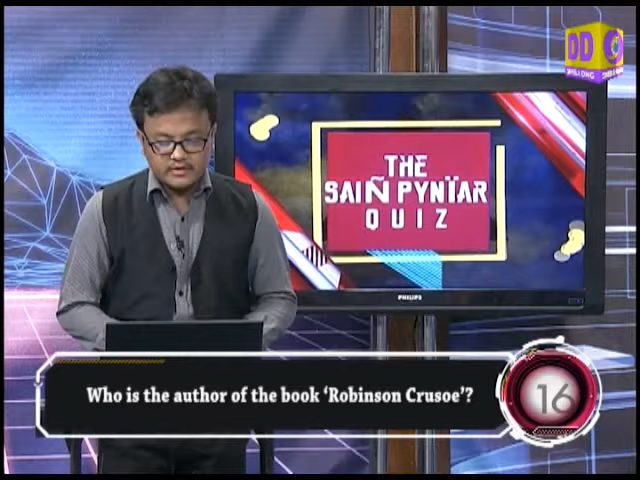 DD
THE
SAIÑ PYNÏAR
QUIZ
PHILIPS
Who is the author of the book ‘Robinson Crusoe’?
16